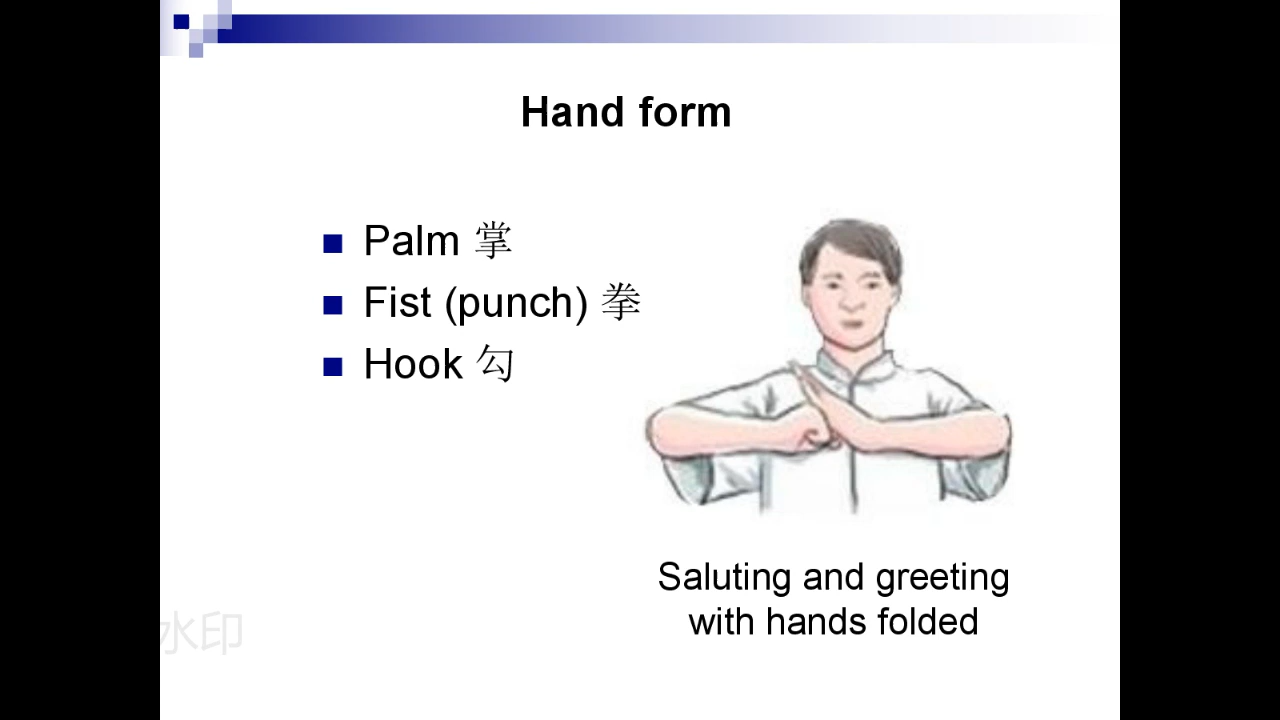 Hand form
Palm 掌
Fist (punch) 拳
Hook 勾
Saluting and greeting
with hands folded
水印